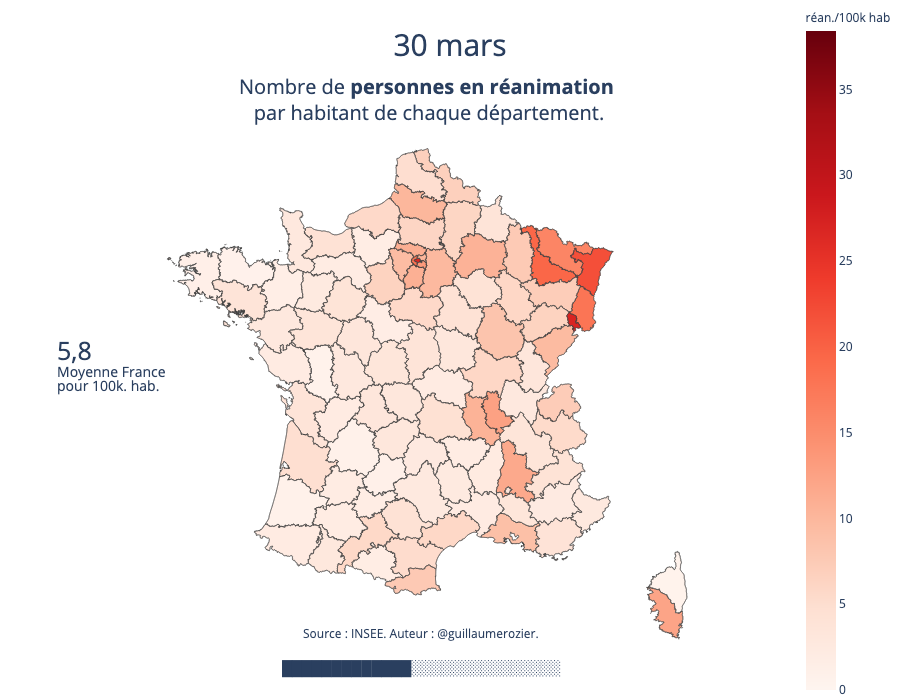 réan./100k hab
30 mars
Nombre de personnes en réanimation
par habitant de chaque département.
35
30
25
20
15
10
5
0
5,8
Moyenne France
pour 100k. hab.
Source : INSEE. Auteur : @guillaumerozier.